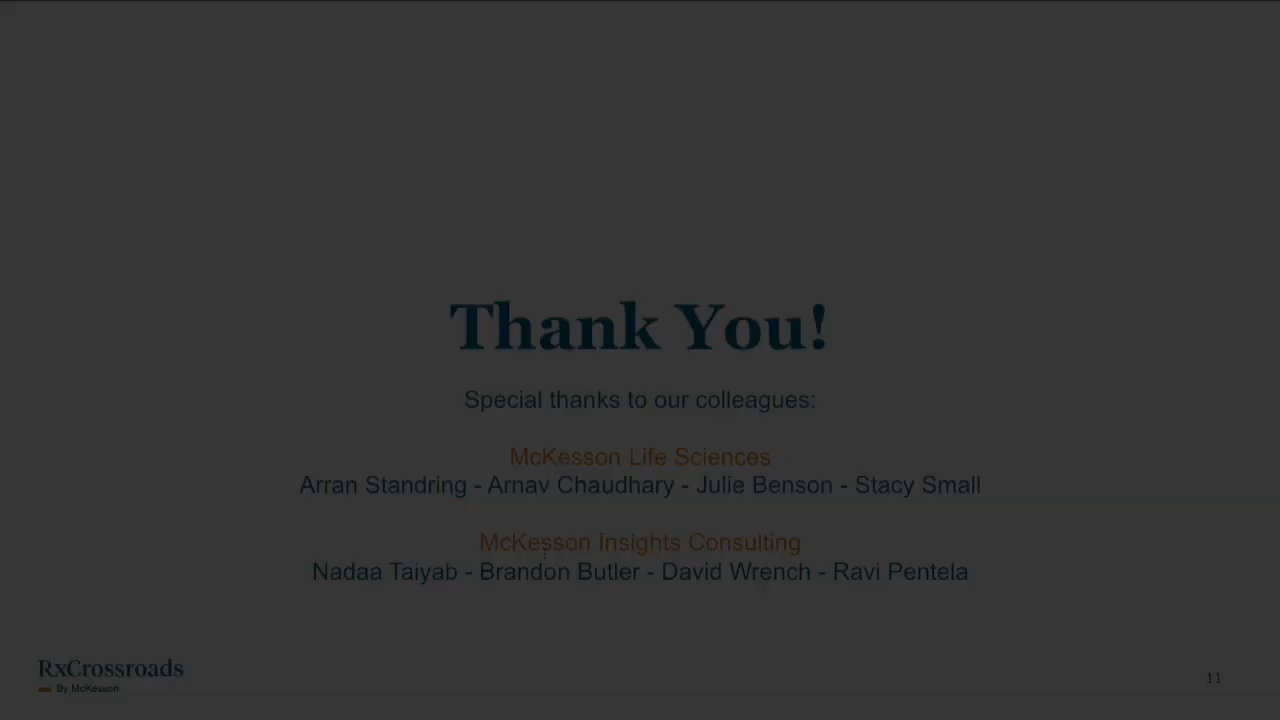 Thank You!
Special thanks to our colleagues:
McKesson Life Sciences
Arran Standring - Arnav Chaudhary - Julie Benson - Stacy Small
McKesson Insights Consulting
Nadaa Taiyab - Brandon Butler - David Wrench - Ravi Pentela
RxCrossroads
By McKesson
11